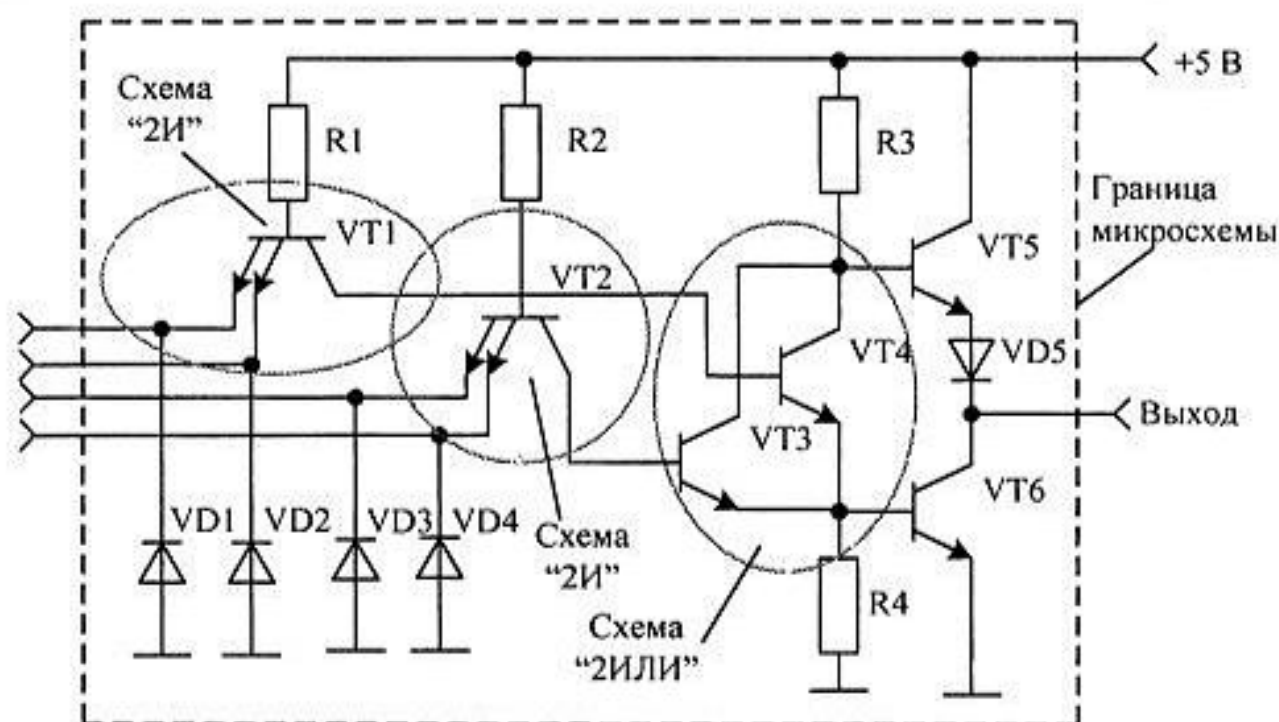 +5 В
Схема
“2И”
R1
R2
R3
Граница
микросхемы
VT1
VT2
VT5
VT4
VD5
VT3
Выход
VT6
VD1
VD2
VD3
VD4
Схема
“2И”
R4
Схема
“2ИЛИ”